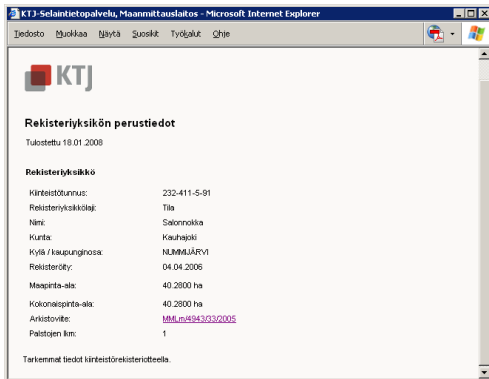 KTJ-Selaintietopalvelu, Maanmittauslaitos - Microsoft Internet Explorer
Tiedosto Muokkaa Näytä Suosikit Työkalut Ohje
KTJ
Rekisteriyksikön perustiedot
Tulostettu 18.01.2008
Rekisteriyksikkö
Kiinteistötunnus: 232-411-5-91
Rekisteriyksikkölaji: Tila
Nimi: Salonnokka
Kunta: Kauhajoki
Kylä / kaupunginosa: NUMMIJÄRVI
Rekisteröity: 04.04.2006
Maapinta-ala: 40.2800 ha
Kokonaispinta-ala: 40.2800 ha
Arkistoviite: MMLm/4943/33/2005
Palstojen lkm: 1
Tarkemmat tiedot kiinteistörekisteriotteella.